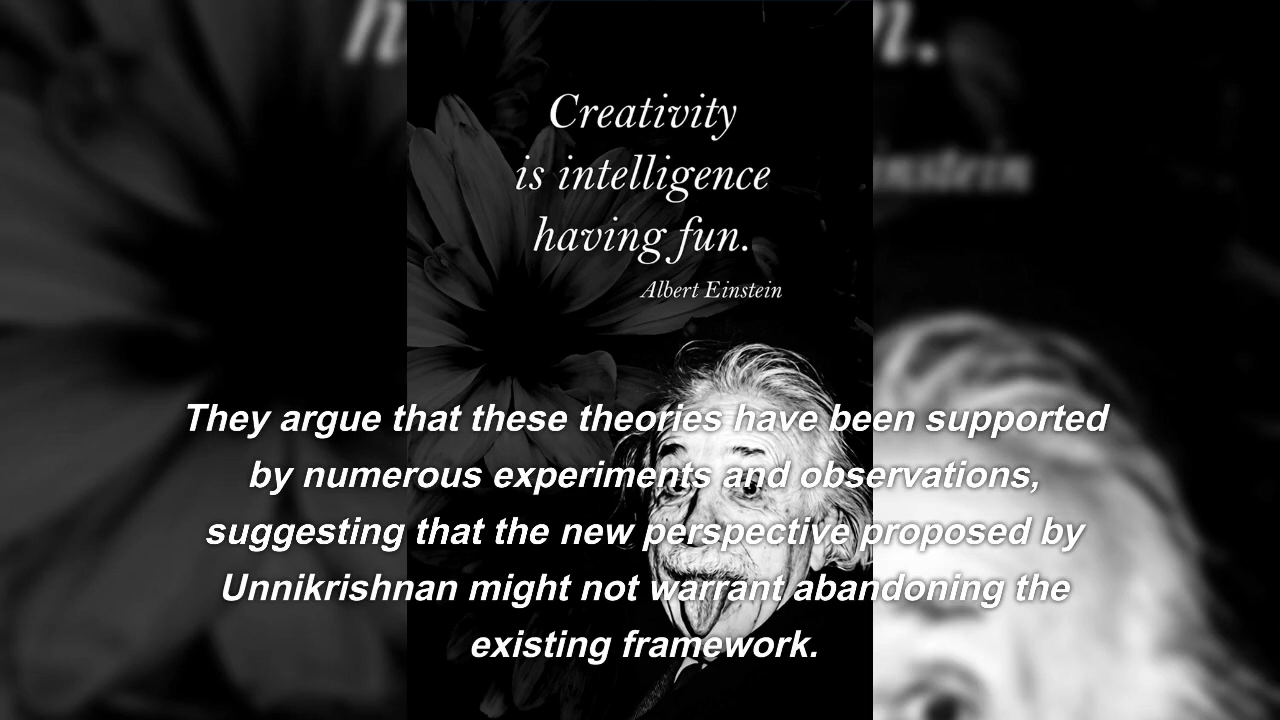 Creativity
is intelligence
having fun.
Albert Einstein
They argue that these theories have been supported
by numerous experiments and observations,
suggesting that the new perspective proposed by
Unnikrishnan might not warrant abandoning the
existing framework.